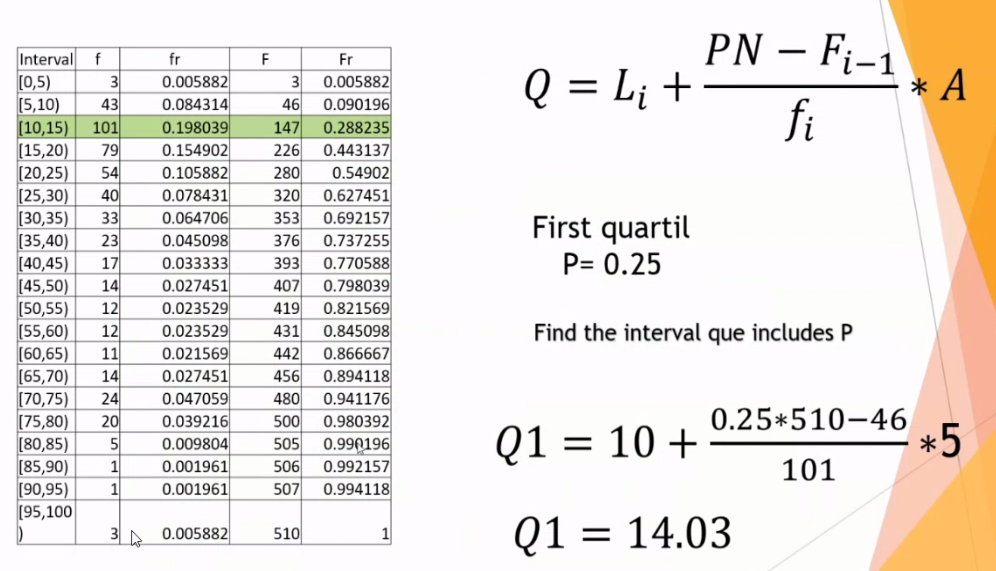 Interval f fr F Fr
[0,5) 3 0.005882 3 0.005882
[5,10) 43 0.084314 46 0.090196
[10,15) 101 0.198039 147 0.288235
[15,20) 79 0.154902 226 0.443137
[20,25) 54 0.105882 280 0.54902
[25,30) 40 0.078431 320 0.627451
[30,35) 33 0.064706 353 0.692157
[35,40) 23 0.045098 376 0.737255
[40,45) 17 0.033333 393 0.770588
[45,50) 14 0.027451 407 0.798039
[50,55) 12 0.023529 419 0.821569
[55,60) 12 0.023529 431 0.845098
[60,65) 11 0.021569 442 0.866667
[65,70) 14 0.027451 456 0.894118
[70,75) 24 0.047059 480 0.941176
[75,80) 20 0.039216 500 0.980392
[80,85) 5 0.009804 505 0.990196
[85,90) 1 0.001961 506 0.992157
[90,95) 1 0.001961 507 0.994118
[95,100
) 3 0.005882 510 1
Q = Lᵢ + (PN − Fᵢ₋₁)/fᵢ * A
First quartil
P= 0.25
Find the interval que includes P
Q1 = 10 + (0.25*510−46)/101 *5
Q1 = 14.03